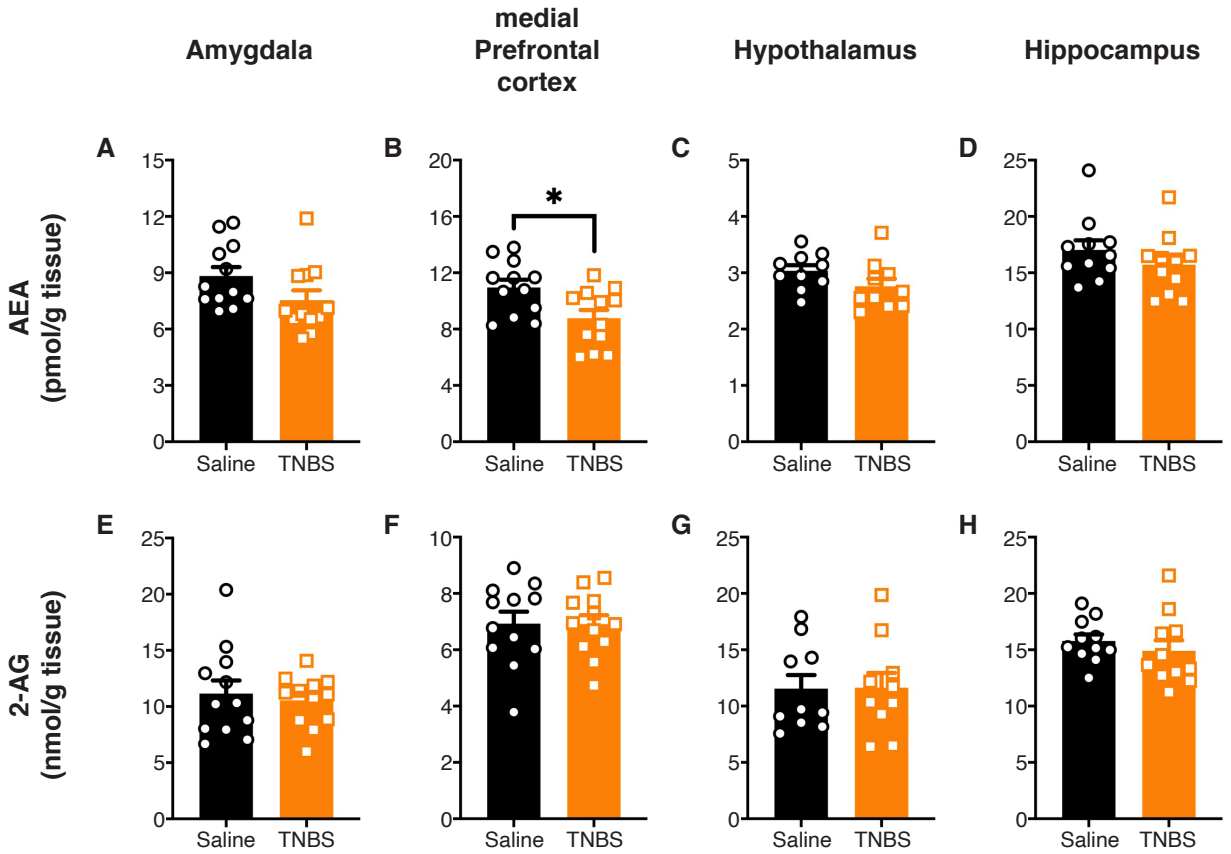 Amygdala
medial
Prefrontal
cortex
Hypothalamus
Hippocampus
AEA
(pmol/g tissue)
A
15
12
9
6
3
0
Saline TNBS
B
20
16
12
8
4
0
*
Saline TNBS
C
5
4
3
2
1
0
Saline TNBS
D
25
20
15
10
5
0
Saline TNBS
2-AG
(nmol/g tissue)
E
25
20
15
10
5
0
Saline TNBS
F
10
8
6
4
2
0
Saline TNBS
G
25
20
15
10
5
0
Saline TNBS
H
25
20
15
10
5
0
Saline TNBS